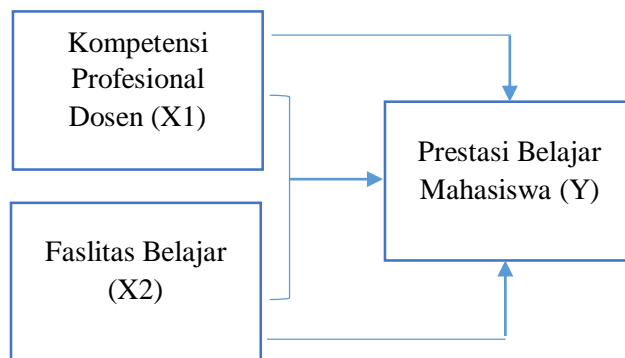 Kompetensi
Profesional
Dosen (X1)
Prestasi Belajar
Mahasiswa (Y)
Faslitas Belajar
(X2)